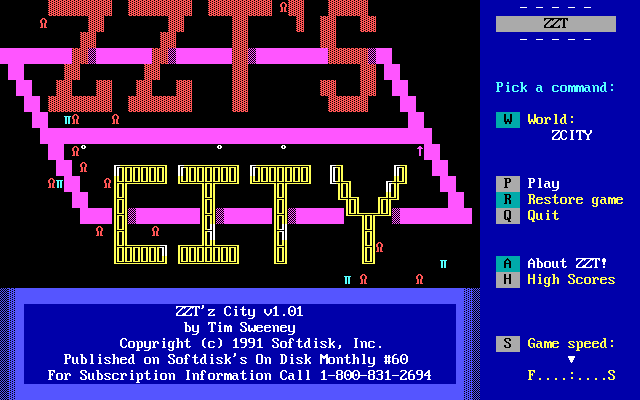 ZZT'S
CITY
ZZT'z City v1.01
by Tim Sweeney
Copyright (c) 1991 Softdisk, Inc.
Published on Softdisk's On Disk Monthly #60
For Subscription Information Call 1-800-831-2694
- - - - -
ZZT
- - - - -
Pick a command:
W World:
ZCITY
P Play
R Restore game
Q Quit
A About ZZT!
H High Scores
S Game speed:
F....:....S